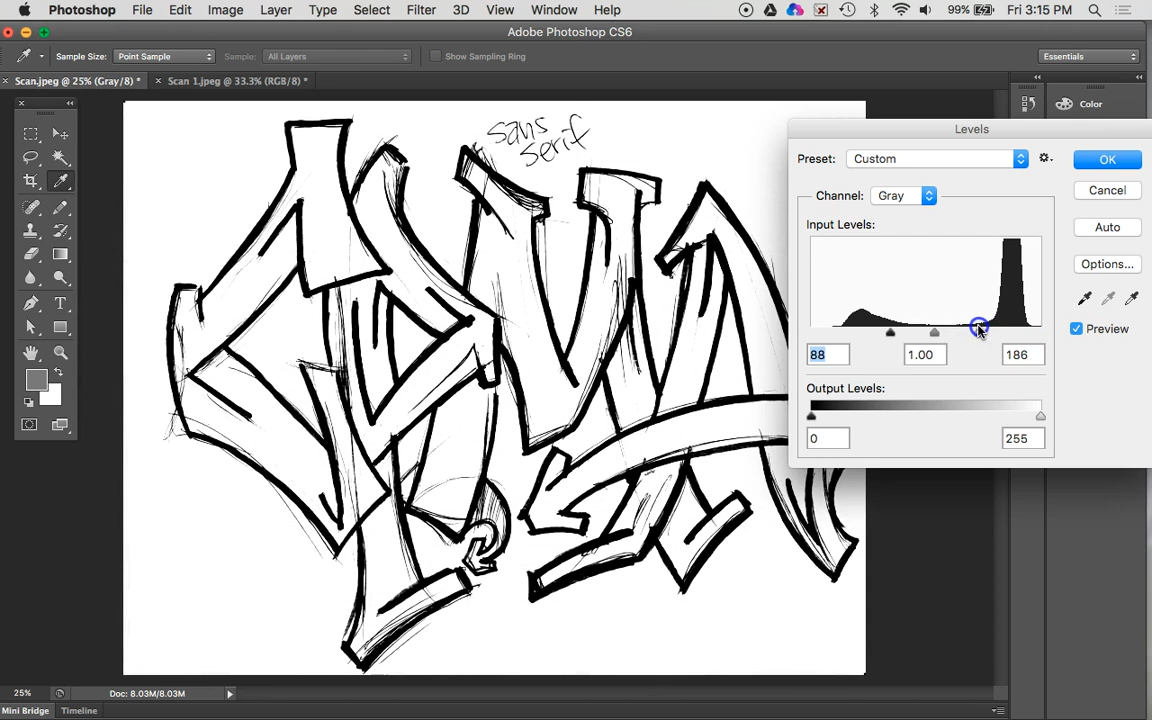 Photoshop File Edit Image Layer Type Select Filter 3D View Window Help 99% Fri 3:15 PM
Adobe Photoshop CS6
Sample Size: Point Sample Sample: All Layers Show Sampling Ring Essentials
Scan.jpeg @ 25% (Gray/8) * Scan 1.jpeg @ 33.3% (RGB/8) *
Color
sans
serif
Levels
Preset: Custom OK
Channel: Gray Cancel
Input Levels: Auto
Options...
Preview
88 1.00 186
Output Levels:
0 255
25% Doc: 8.03M/8.03M
Mini Bridge Timeline